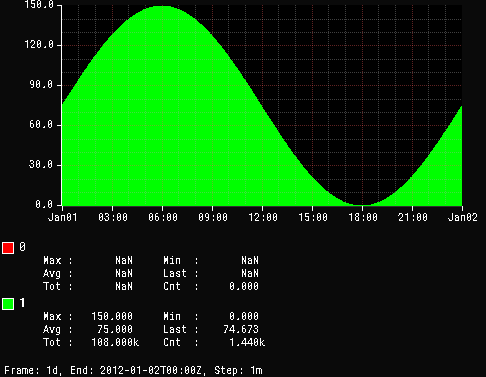 150.0
120.0
90.0
60.0
30.0
0.0
Jan01 03:00 06:00 09:00 12:00 15:00 18:00 21:00 Jan02
0
Max : NaN Min : NaN
Avg : NaN Last : NaN
Tot : NaN Cnt : 0.000
1
Max : 150.000 Min : 0.000
Avg : 75.000 Last : 74.673
Tot : 108.000k Cnt : 1.440k
Frame: 1d, End: 2012-01-02T00:00Z, Step: 1m